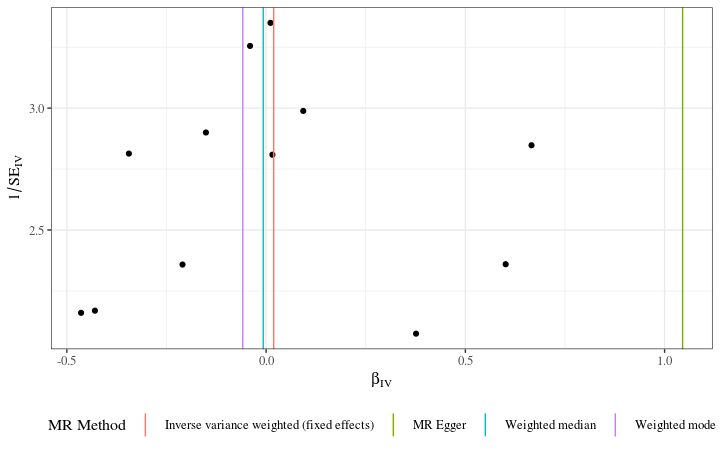 3.0
2.5
1/SE_IV
-0.5 0.0 0.5 1.0
β_IV
MR Method Inverse variance weighted (fixed effects) MR Egger Weighted median Weighted mode